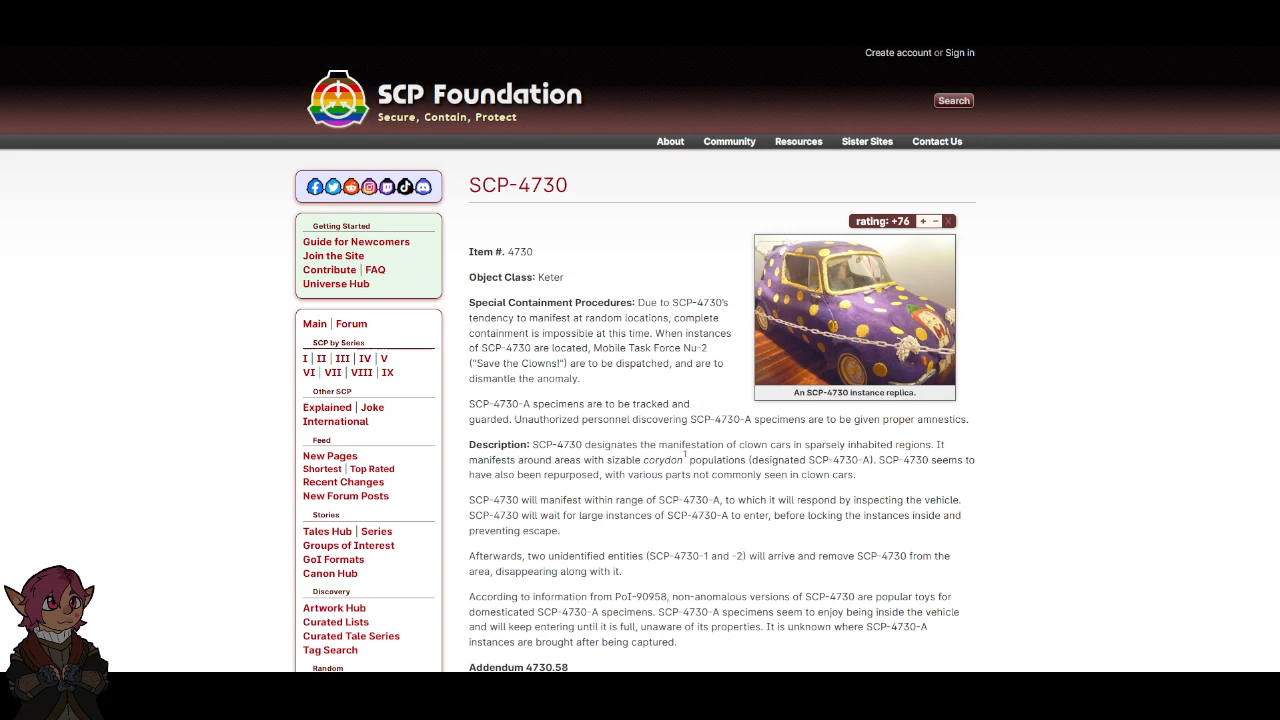 Create account or Sign in
SCP Foundation
Secure, Contain, Protect
Search
About Community Resources Sister Sites Contact Us
Getting Started
Guide for Newcomers
Join the Site
Contribute | FAQ
Universe Hub
Main | Forum
SCP by Series
I | II | III | IV | V
VI | VII | VIII | IX
Other SCP
Explained | Joke
International
Feed
New Pages
Shortest | Top Rated
Recent Changes
New Forum Posts
Stories
Tales Hub | Series
Groups of Interest
GoI Formats
Canon Hub
Discovery
Artwork Hub
Curated Lists
Curated Tale Series
Tag Search
Random
SCP-4730
rating: +76 + − X
An SCP-4730 instance replica.
Item #. 4730
Object Class: Keter
Special Containment Procedures: Due to SCP-4730's
tendency to manifest at random locations, complete
containment is impossible at this time. When instances
of SCP-4730 are located, Mobile Task Force Nu-2
("Save the Clowns!") are to be dispatched, and are to
dismantle the anomaly.
SCP-4730-A specimens are to be tracked and
guarded. Unauthorized personnel discovering SCP-4730-A specimens are to be given proper amnestics.
Description: SCP-4730 designates the manifestation of clown cars in sparsely inhabited regions. It
manifests around areas with sizable corydon1 populations (designated SCP-4730-A). SCP-4730 seems to
have also been repurposed, with various parts not commonly seen in clown cars.
SCP-4730 will manifest within range of SCP-4730-A, to which it will respond by inspecting the vehicle.
SCP-4730 will wait for large instances of SCP-4730-A to enter, before locking the instances inside and
preventing escape.
Afterwards, two unidentified entities (SCP-4730-1 and -2) will arrive and remove SCP-4730 from the
area, disappearing along with it.
According to information from PoI-90958, non-anomalous versions of SCP-4730 are popular toys for
domesticated SCP-4730-A specimens. SCP-4730-A specimens seem to enjoy being inside the vehicle
and will keep entering until it is full, unaware of its properties. It is unknown where SCP-4730-A
instances are brought after being captured.
Addendum 4730.58